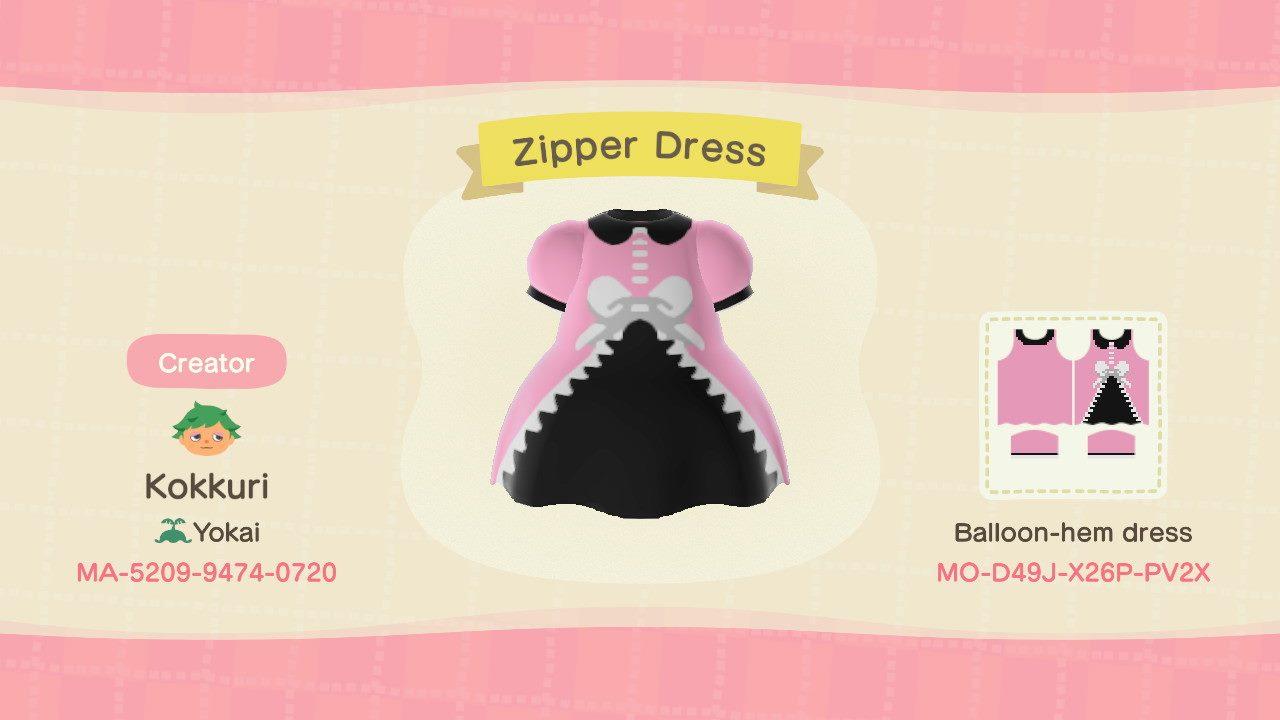 Zipper Dress
Creator
Kokkuri
Yokai
MA-5209-9474-0720
Balloon-hem dress
MO-D49J-X26P-PV2X